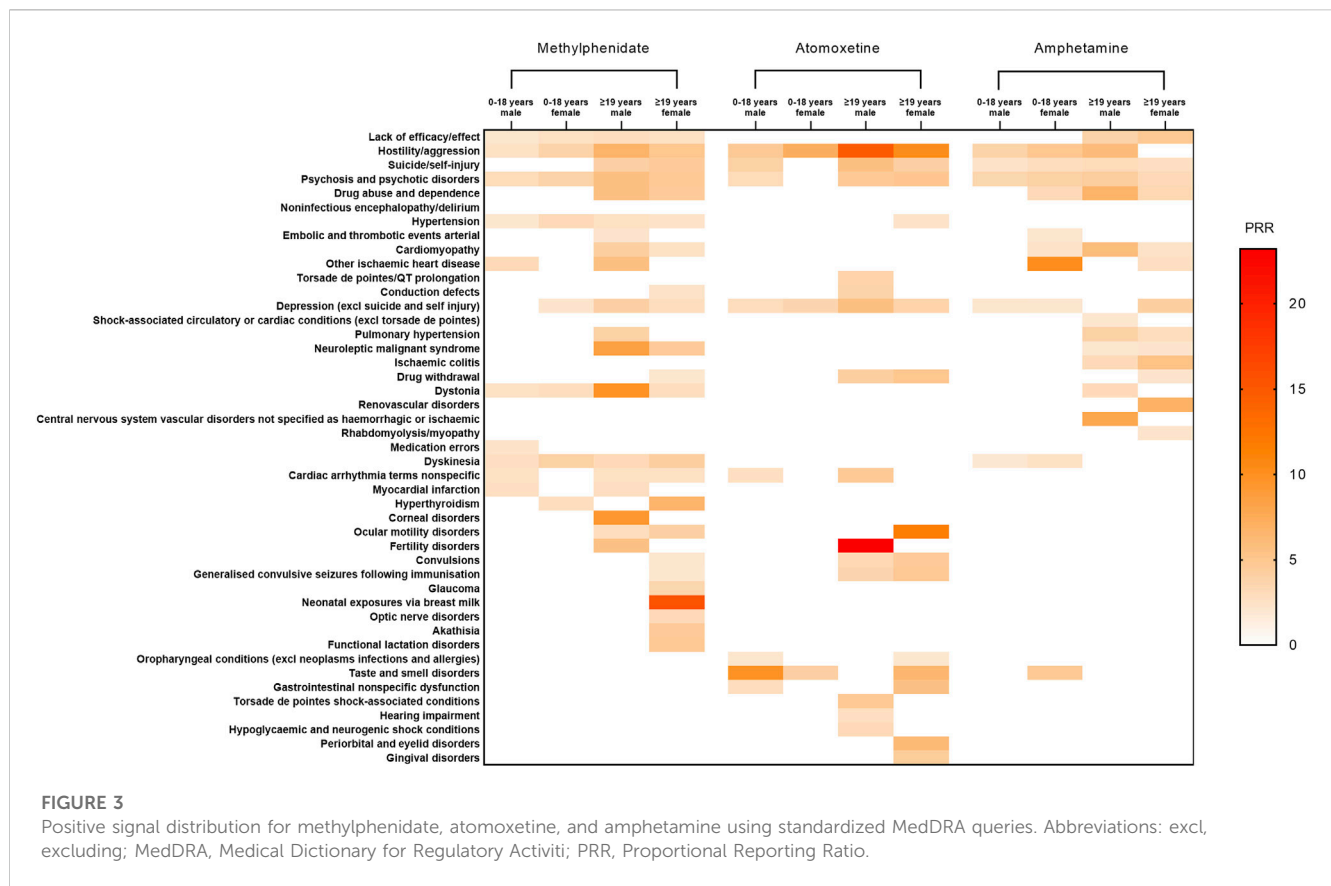 Methylphenidate Atomoxetine Amphetamine
0-18 years male 0-18 years female ≥19 years male ≥19 years female 0-18 years male 0-18 years female ≥19 years male ≥19 years female 0-18 years male 0-18 years female ≥19 years male ≥19 years female
Lack of efficacy/effect
Hostility/aggression
Suicide/self-injury
Psychosis and psychotic disorders
Drug abuse and dependence
Noninfectious encephalopathy/delirium
Hypertension
Embolic and thrombotic events arterial
Cardiomyopathy
Other ischaemic heart disease
Torsade de pointes/QT prolongation
Conduction defects
Depression (excl suicide and self injury)
Shock-associated circulatory or cardiac conditions (excl torsade de pointes)
Pulmonary hypertension
Neuroleptic malignant syndrome
Ischaemic colitis
Drug withdrawal
Dystonia
Renovascular disorders
Central nervous system vascular disorders not specified as haemorrhagic or ischaemic
Rhabdomyolysis/myopathy
Medication errors
Dyskinesia
Cardiac arrhythmia terms nonspecific
Myocardial infarction
Hyperthyroidism
Corneal disorders
Ocular motility disorders
Fertility disorders
Convulsions
Generalised convulsive seizures following immunisation
Glaucoma
Neonatal exposures via breast milk
Optic nerve disorders
Akathisia
Functional lactation disorders
Oropharyngeal conditions (excl neoplasms infections and allergies)
Taste and smell disorders
Gastrointestinal nonspecific dysfunction
Torsade de pointes shock-associated conditions
Hearing impairment
Hypoglycaemic and neurogenic shock conditions
Periorbital and eyelid disorders
Gingival disorders
PRR
20
15
10
5
0
FIGURE 3
Positive signal distribution for methylphenidate, atomoxetine, and amphetamine using standardized MedDRA queries. Abbreviations: excl,
excluding; MedDRA, Medical Dictionary for Regulatory Activiti; PRR, Proportional Reporting Ratio.